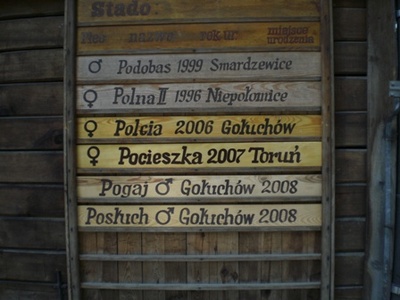 Stado:
Płeć nazwa rok ur. miejsce
urodzenia
♂ Podobas 1999 Smardzewice
♀ Polna II 1996 Niepołomice
♀ Polcia 2006 Gołuchów
♀ Pocieszka 2007 Toruń
Pogaj ♂ Gołuchów 2008
Posłuch ♂ Gołuchów 2008